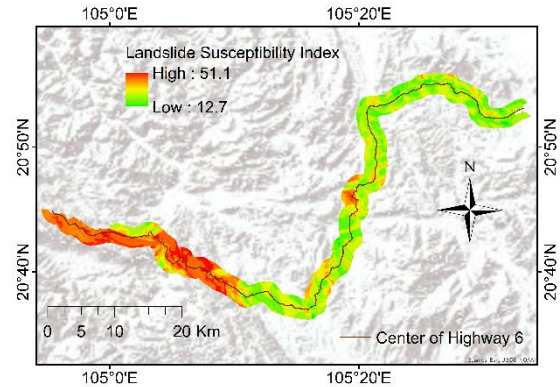 105°0'E 105°20'E
Landslide Susceptibility Index
High : 51.1
Low : 12.7
20°50'N 20°50'N
N
20°40'N 20°40'N
0 5 10 20 Km
Center of Highway 6
105°0'E 105°20'E